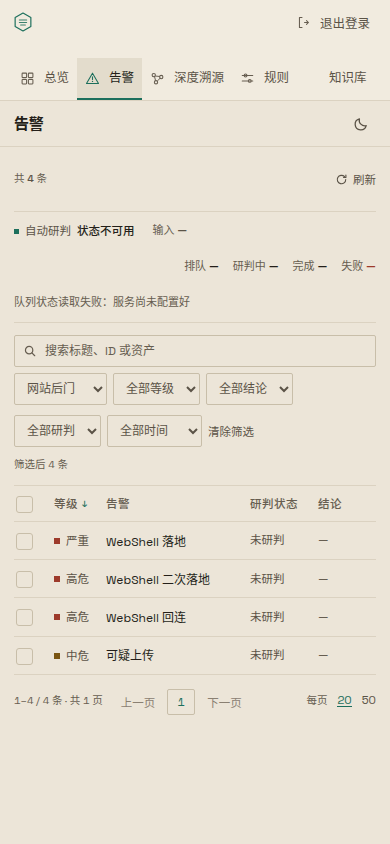 退出登录
总览 告警 深度溯源 规则 知识库
告警
共 4 条 刷新
自动研判 状态不可用 输入 —
排队 — 研判中 — 完成 — 失败 —
队列状态读取失败：服务尚未配置好
搜索标题、ID 或资产
网站后门 全部等级 全部结论
全部研判 全部时间 清除筛选
筛选后 4 条
等级 ↓ 告警 研判状态 结论
严重 WebShell 落地 未研判 —
高危 WebShell 二次落地 未研判 —
高危 WebShell 回连 未研判 —
中危 可疑上传 未研判 —
1–4 / 4 条 · 共 1 页 上一页 1 下一页 每页 20 50